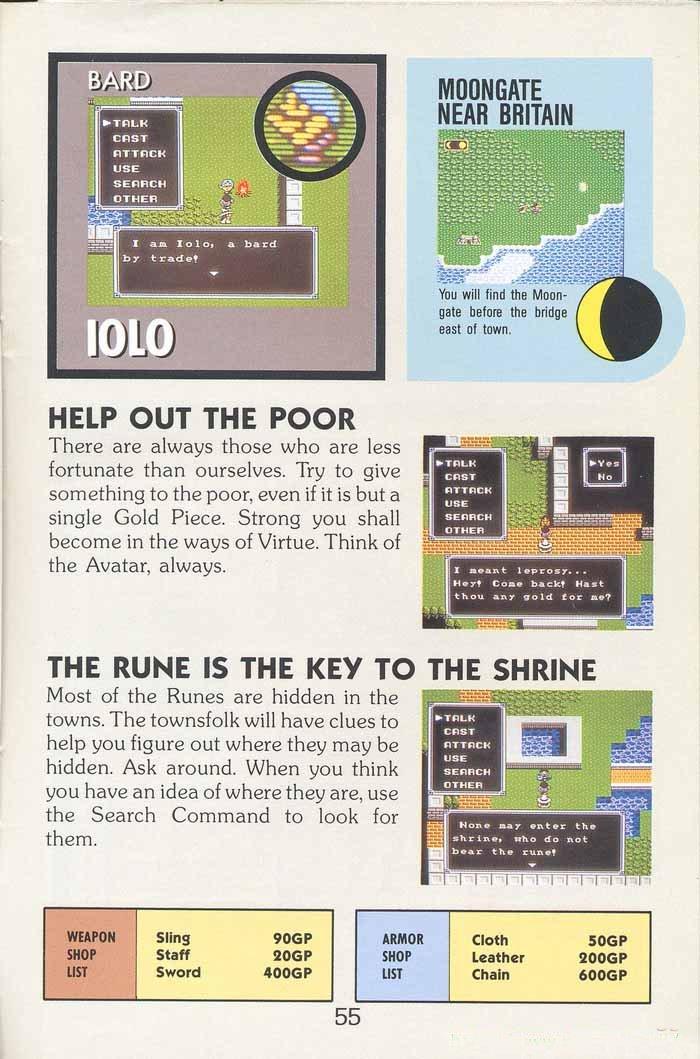 BARD
▶TALK
CAST
ATTACK
USE
SEARCH
OTHER
I am Iolo, a bard
by trade!
IOLO
MOONGATE
NEAR BRITAIN
You will find the Moon-
gate before the bridge
east of town.
HELP OUT THE POOR
There are always those who are less
fortunate than ourselves. Try to give
something to the poor, even if it is but a
single Gold Piece. Strong you shall
become in the ways of Virtue. Think of
the Avatar, always.
▶TALK
CAST
ATTACK
USE
SEARCH
OTHER
▶Yes
No
I meant leprosy...
Hey! Come back! Hast
thou any gold for me?
THE RUNE IS THE KEY TO THE SHRINE
Most of the Runes are hidden in the
towns. The townsfolk will have clues to
help you figure out where they may be
hidden. Ask around. When you think
you have an idea of where they are, use
the Search Command to look for
them.
▶TALK
CAST
ATTACK
USE
SEARCH
OTHER
None may enter the
shrine, who do not
bear the rune!
WEAPON
SHOP
LIST
Sling 90GP
Staff 20GP
Sword 400GP
ARMOR
SHOP
LIST
Cloth 50GP
Leather 200GP
Chain 600GP
55